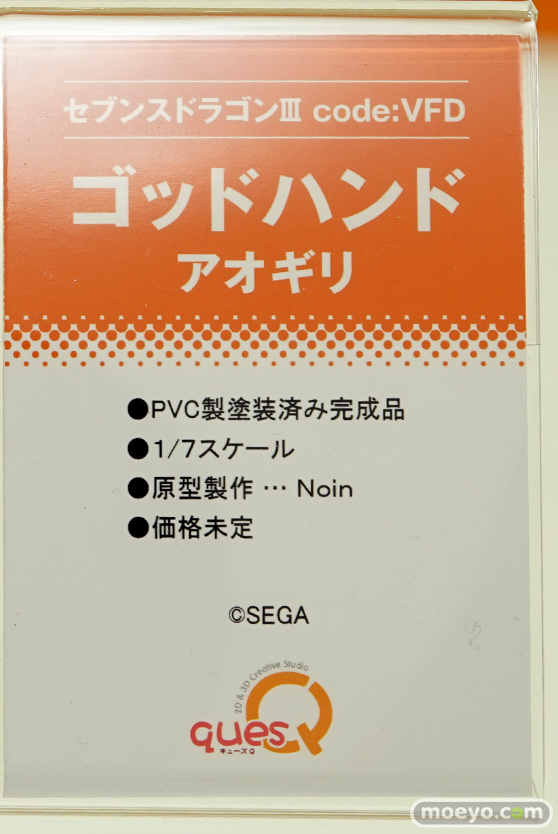 セブンスドラゴンⅢ code:VFD
ゴッドハンド
アオギリ
●PVC製塗装済み完成品
●1/7スケール
●原型製作 … Noin
●価格未定
©SEGA
2D & 3D Creative Studio
quesQ
キューズQ
moeyo.com